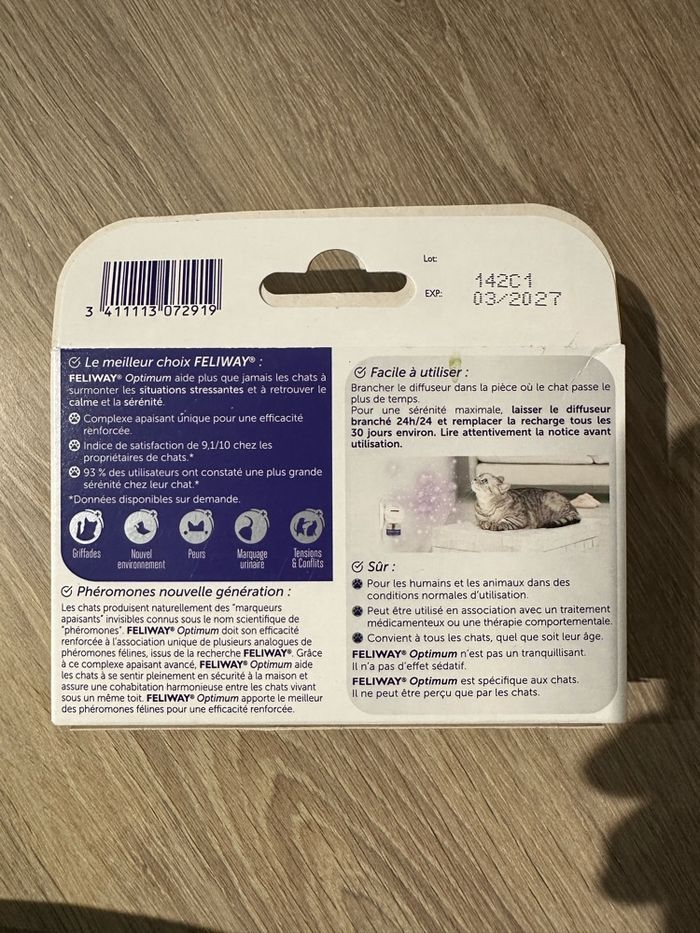 Lot:
142C1
EXP:
03/2027
3 411113 072919
Le meilleur choix FELIWAY® :
FELIWAY® Optimum aide plus que jamais les chats à
surmonter les situations stressantes et à retrouver le
calme et la sérénité.
Complexe apaisant unique pour une efficacité
renforcée.
Indice de satisfaction de 9,1/10 chez les
propriétaires de chats.*
93 % des utilisateurs ont constaté une plus grande
sérénité chez leur chat.*
*Données disponibles sur demande.
Griffades
Nouvel
environnement
Peurs
Marquage
urinaire
Tensions
& Conflits
Phéromones nouvelle génération :
Les chats produisent naturellement des "marqueurs
apaisants" invisibles connus sous le nom scientifique de
"phéromones". FELIWAY® Optimum doit son efficacité
renforcée à l'association unique de plusieurs analogues de
phéromones félines, issus de la recherche FELIWAY®. Grâce
à ce complexe apaisant avancé, FELIWAY® Optimum aide
les chats à se sentir pleinement en sécurité à la maison et
assure une cohabitation harmonieuse entre les chats vivant
sous un même toit. FELIWAY® Optimum apporte le meilleur
des phéromones félines pour une efficacité renforcée.
Facile à utiliser :
Brancher le diffuseur dans la pièce où le chat passe le
plus de temps.
Pour une sérénité maximale, laisser le diffuseur
branché 24h/24 et remplacer la recharge tous les
30 jours environ. Lire attentivement la notice avant
utilisation.
Sûr :
Pour les humains et les animaux dans des
conditions normales d'utilisation.
Peut être utilisé en association avec un traitement
médicamenteux ou une thérapie comportementale.
Convient à tous les chats, quel que soit leur âge.
FELIWAY® Optimum n'est pas un tranquillisant.
Il n'a pas d'effet sédatif.
FELIWAY® Optimum est spécifique aux chats.
Il ne peut être perçu que par les chats.